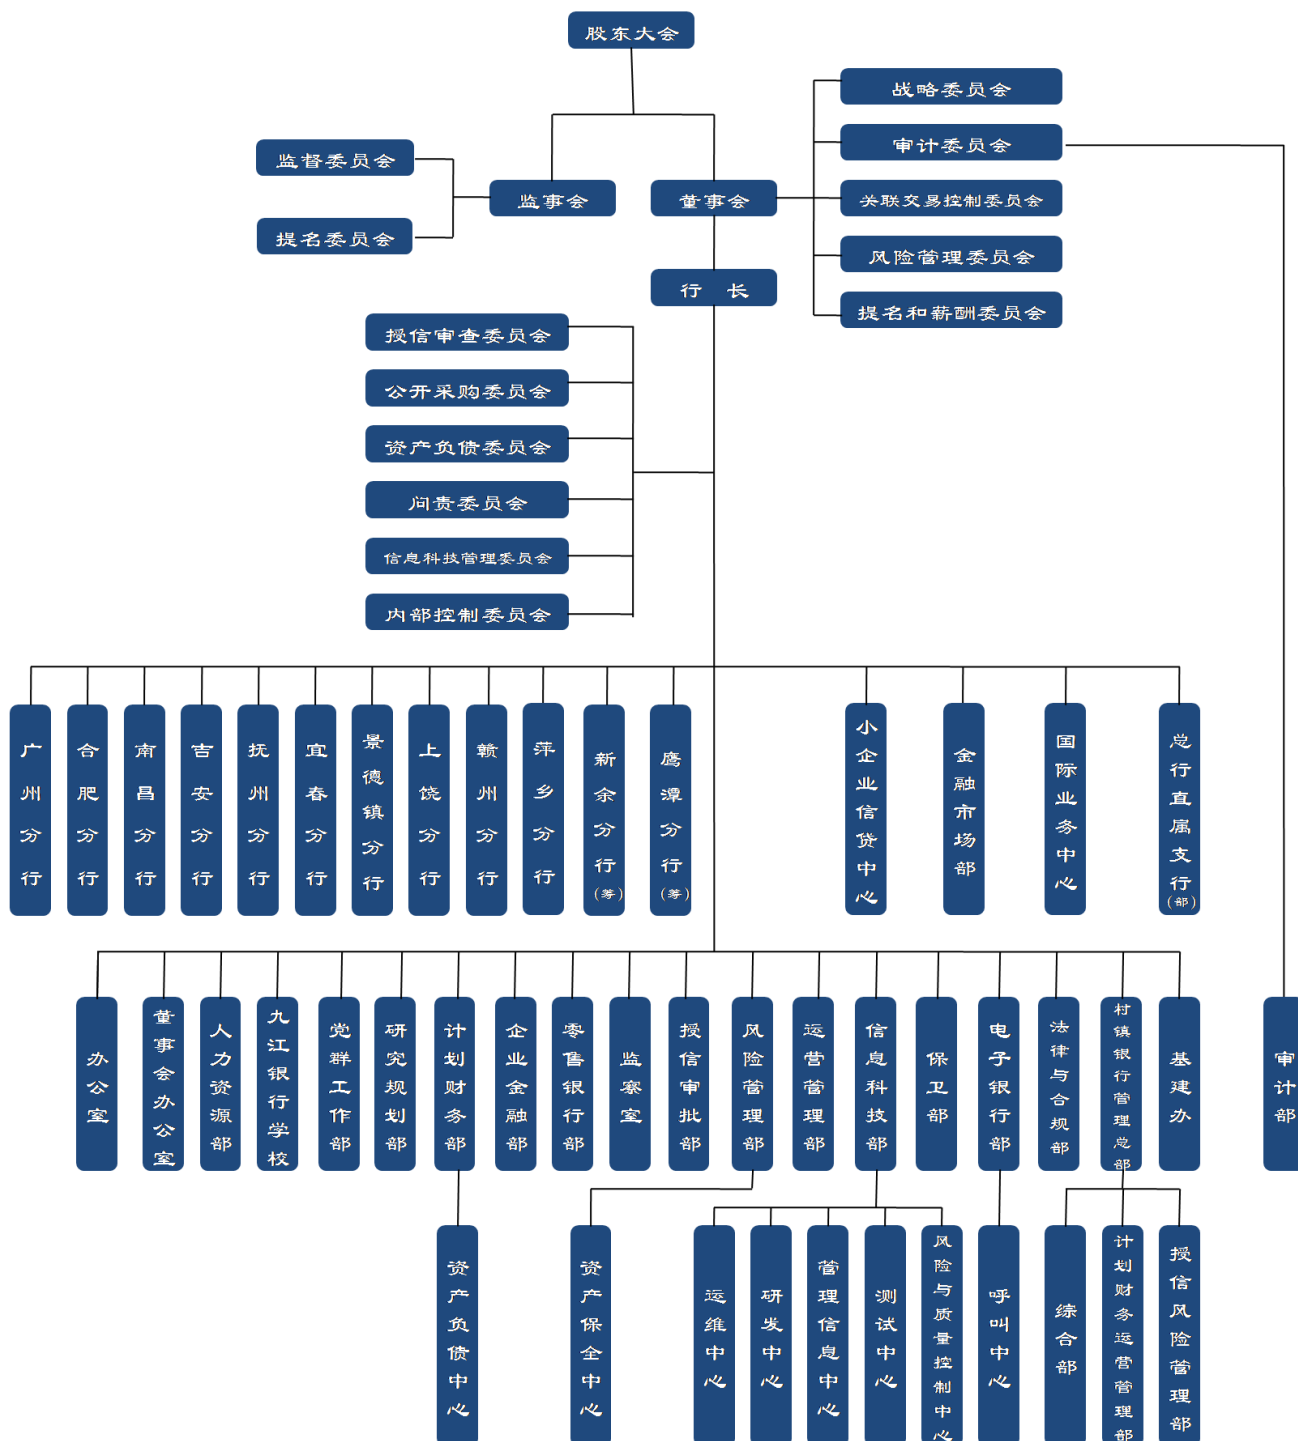 股东大会
战略委员会
审计委员会
监督委员会
监事会
董事会
关联交易控制委员会
提名委员会
风险管理委员会
行 长
提名和薪酬委员会
授信审查委员会
公开采购委员会
资产负债委员会
问责委员会
信息科技管理委员会
内部控制委员会
广州分行
合肥分行
南昌分行
吉安分行
抚州分行
宜春分行
景德镇分行
上饶分行
赣州分行
萍乡分行
新余分行(筹)
鹰潭分行(筹)
小企业信贷中心
金融市场部
国际业务中心
总行直属支行(部)
办公室
董事会办公室
人力资源部
九江银行学校
党群工作部
研究规划部
计划财务部
企业金融部
零售银行部
监察室
授信审批部
风险管理部
运营管理部
信息科技部
保卫部
电子银行部
法律与合规部
村镇银行管理总部
基建办
审计部
资产负债中心
资产保全中心
运维中心
研发中心
管理信息中心
测试中心
风险与质量控制中心
呼叫中心
综合部
计划财务运营管理部
授信风险管理部